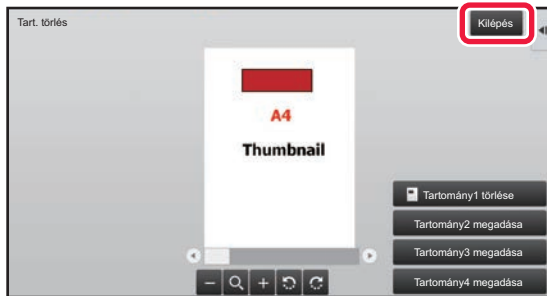 Tart. törlés
Kilépés
A4
Thumbnail
Tartomány1 törlése
Tartomány2 megadása
Tartomány3 megadása
Tartomány4 megadása